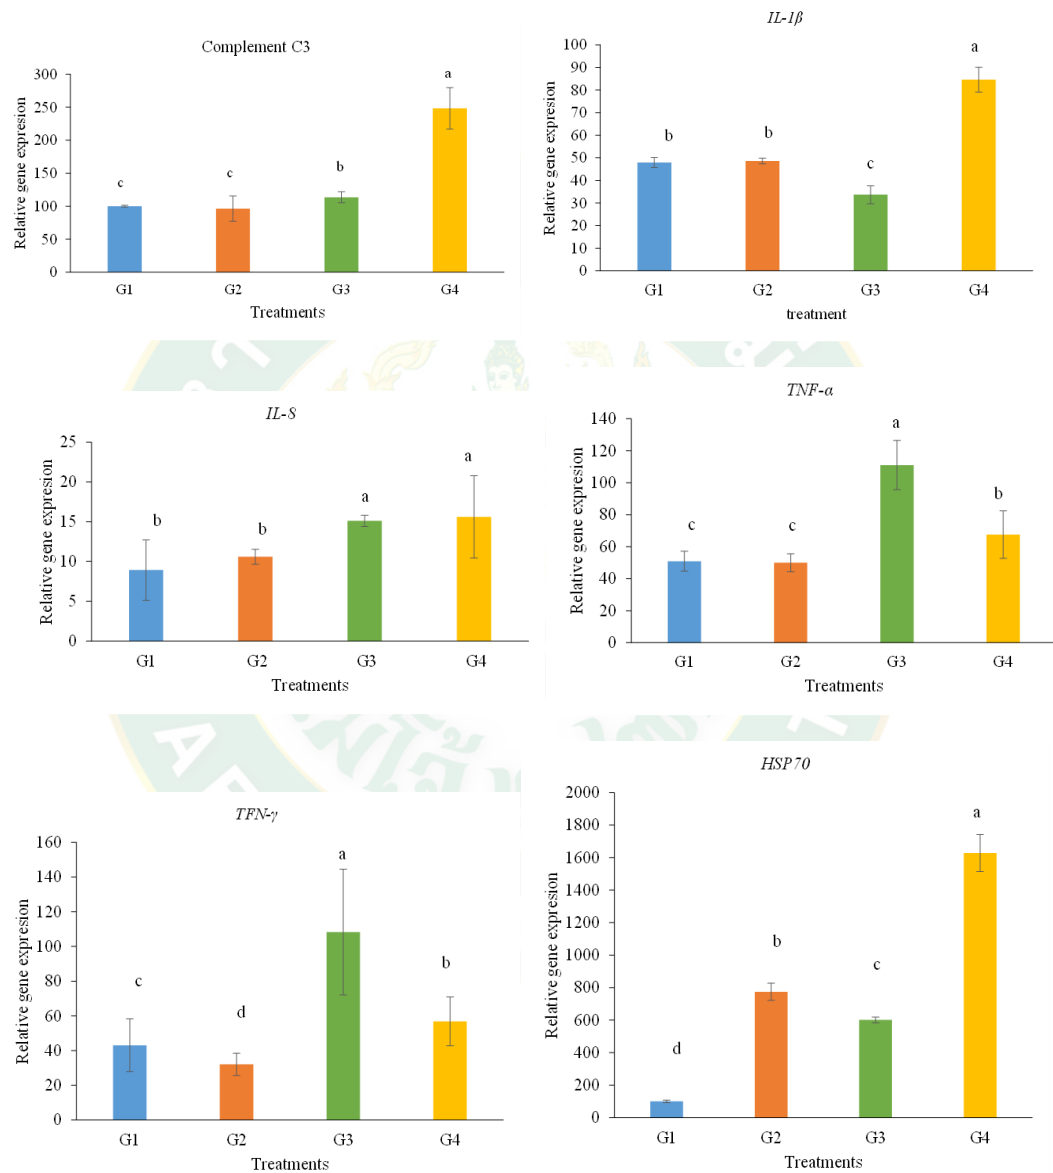 Complement C3
Relative gene expresion
300
250
200
150
100
50
0
c
c
b
a
G1
G2
G3
G4
Treatments
IL-1β
Relative gene expresion
100
90
80
70
60
50
40
30
20
10
0
b
b
c
a
G1
G2
G3
G4
treatment
IL-8
Relative gene expresion
25
20
15
10
5
0
b
b
a
a
G1
G2
G3
G4
Treatments
TNF-α
Relative gene expresion
140
120
100
80
60
40
20
0
c
c
a
b
G1
G2
G3
G4
Treatments
TFN-γ
Relative gene expresion
160
140
120
100
80
60
40
20
0
c
d
a
b
G1
G2
G3
G4
Treatments
HSP70
Relative gene expresion
2000
1800
1600
1400
1200
1000
800
600
400
200
0
d
b
c
a
G1
G2
G3
G4
Treatments